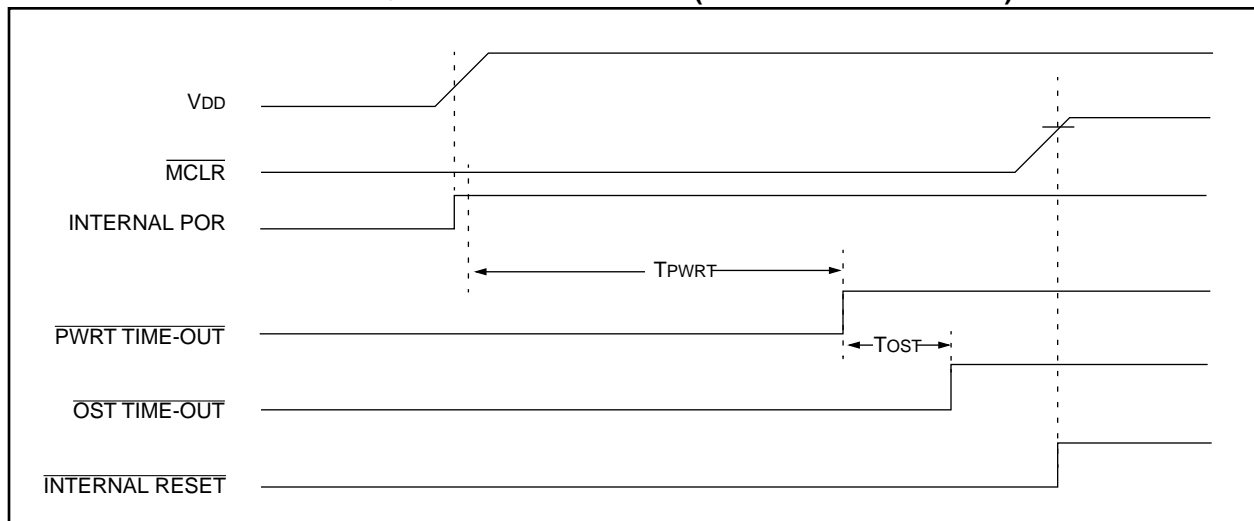 VDD
MCLR
INTERNAL POR
TPWRT
PWRT TIME-OUT
TOST
OST TIME-OUT
INTERNAL RESET